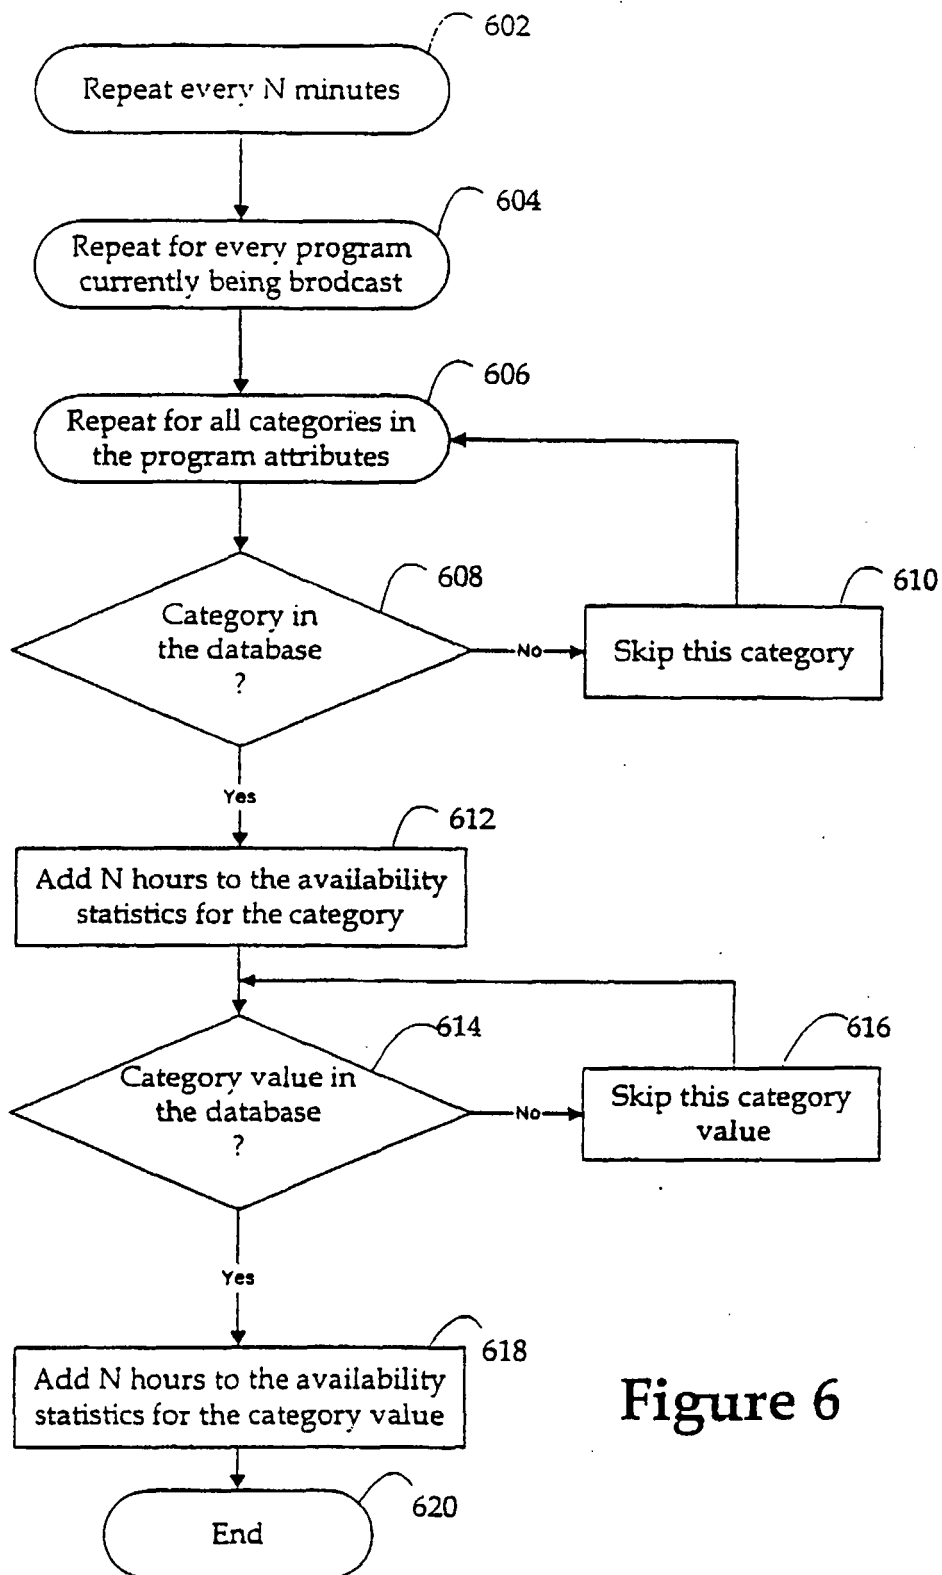 602
Repeat every N minutes
604
Repeat for every program
currently being brodcast
606
Repeat for all categories in
the program attributes
608
Category in
the database
?
No
610
Skip this category
Yes
612
Add N hours to the availability
statistics for the category
614
Category value in
the database
?
No
616
Skip this category
value
Yes
618
Add N hours to the availability
statistics for the category value
620
End
Figure 6